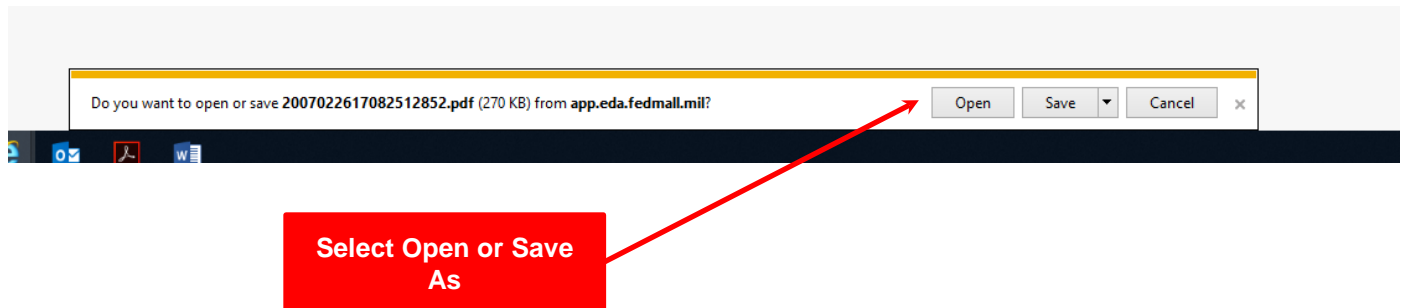 Do you want to open or save 2007022617082512852.pdf (270 KB) from app.eda.fedmall.mil? Open Save Cancel ×
Select Open or Save
As